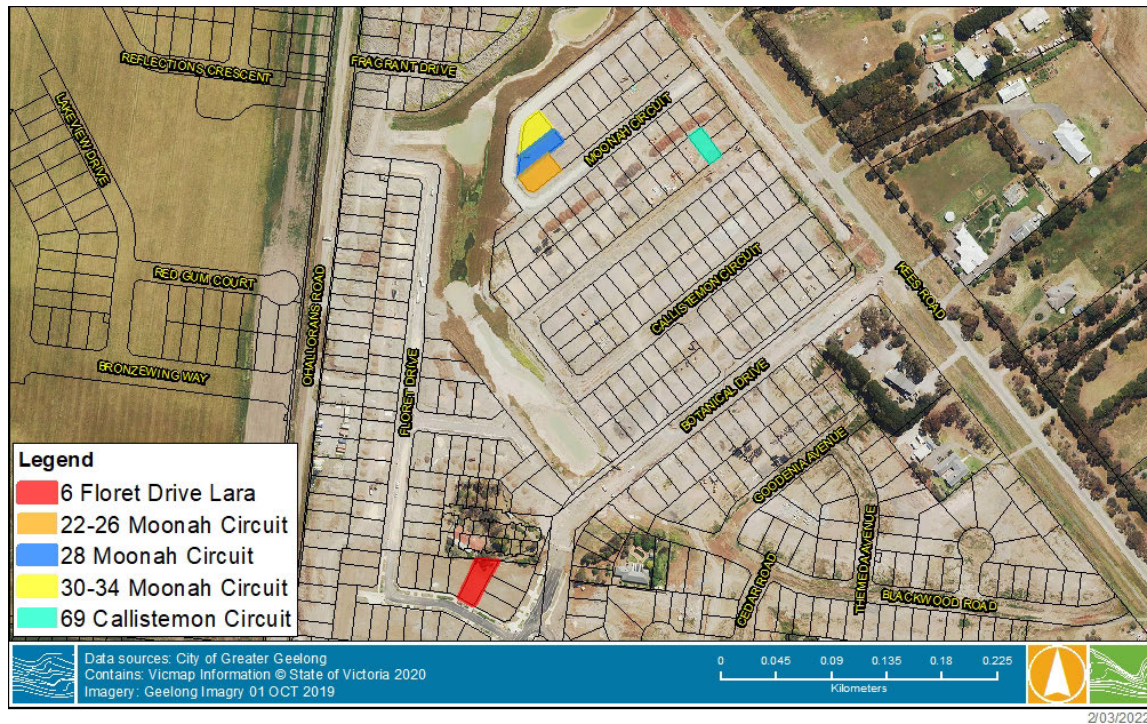 REFLECTIONS CRESCENT
FRAGRANT DRIVE
LAKEVIEW DRIVE
MOONAH CIRCUIT
RED GUM COURT
OHALLORANS ROAD
CALLISTEMON CIRCUIT
KEES ROAD
BRONZEWING WAY
FLORET DRIVE
BOTANICAL DRIVE
GOODENIA AVENUE
THEMEDA AVENUE
CEDAR ROAD
BLACKWOOD ROAD
Legend
6 Floret Drive Lara
22-26 Moonah Circuit
28 Moonah Circuit
30-34 Moonah Circuit
69 Callistemon Circuit
Data sources: City of Greater Geelong
Contains: Vicmap Information © State of Victoria 2020
Imagery: Geelong Imagry 01 OCT 2019
0 0.045 0.09 0.135 0.18 0.225
Kilometers